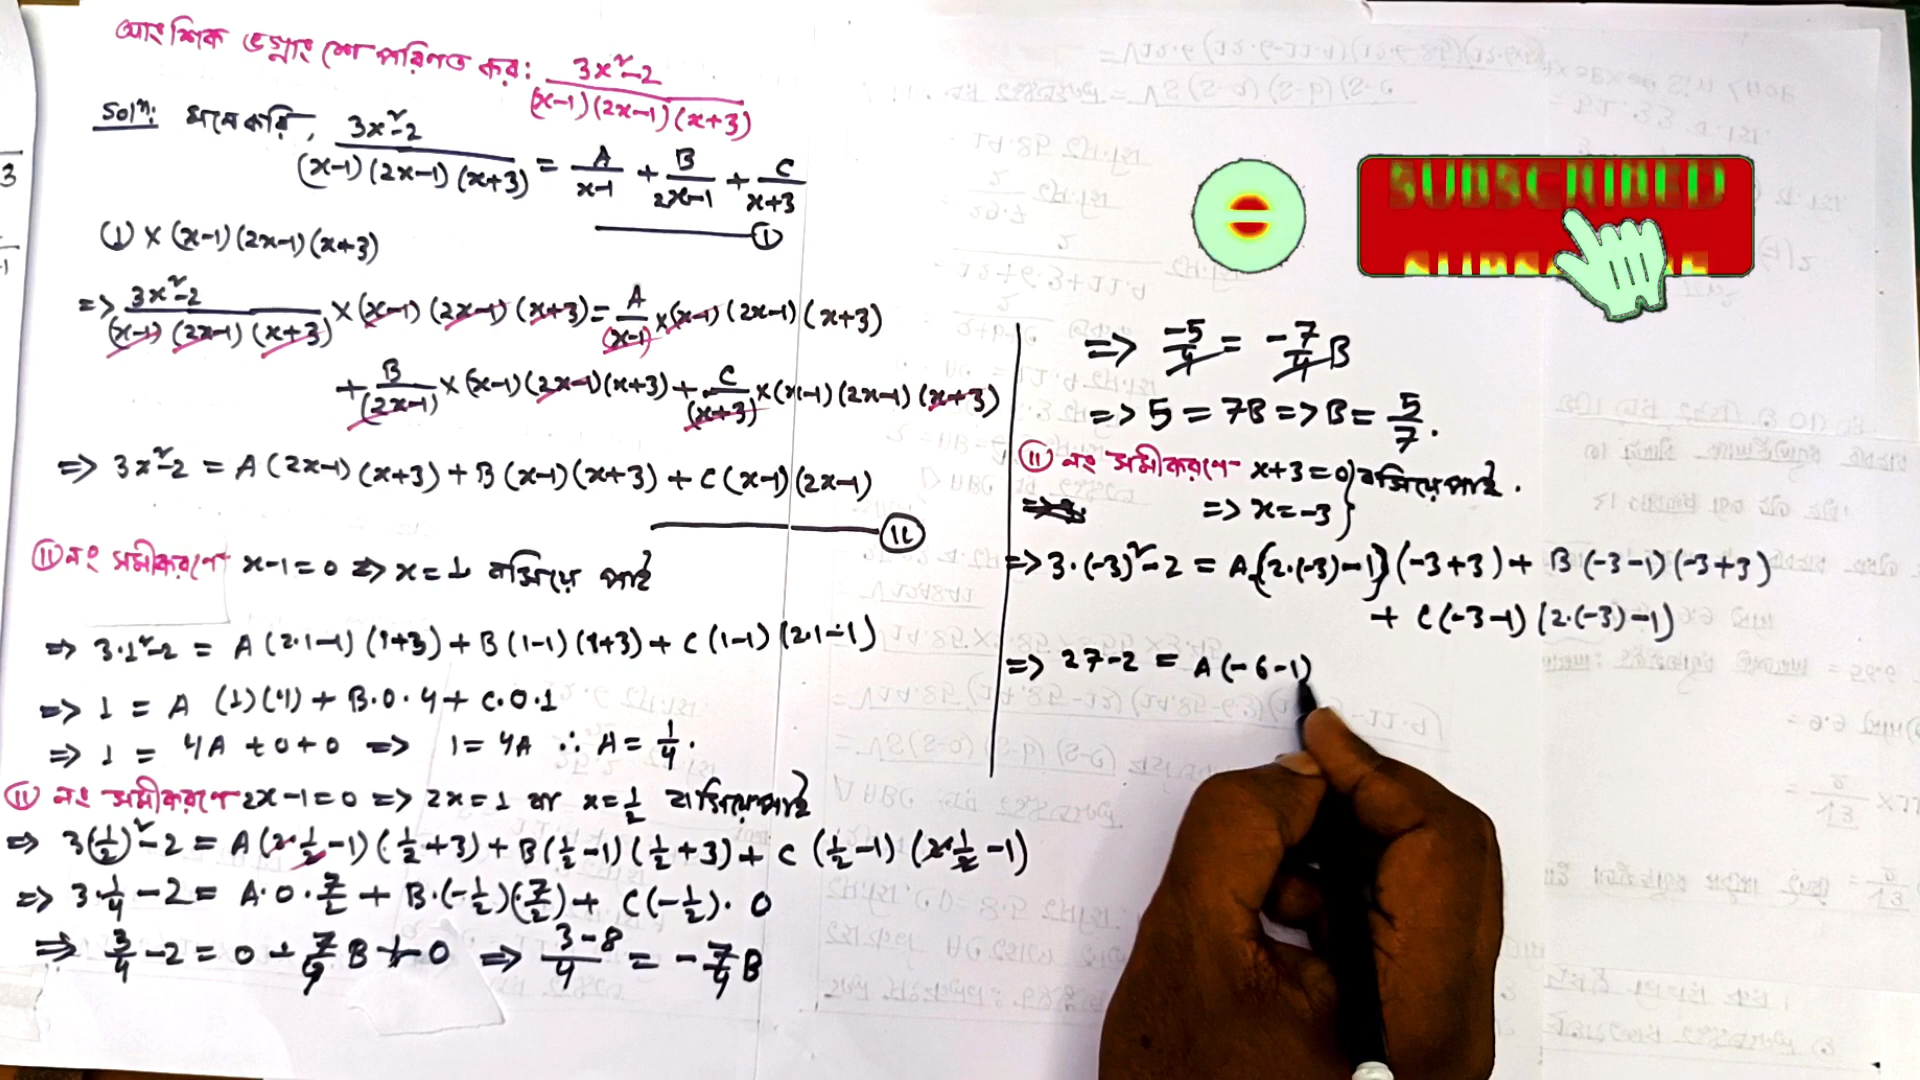 আংশিক ভগ্নাংশে পরিণত কর: (3x²-2)/((x-1)(2x-1)(x+3))
Solⁿ: মনেকরি, (3x²-2)/((x-1)(2x-1)(x+3)) = A/(x-1) + B/(2x-1) + C/(x+3)
—— (i)
(i) × (x-1)(2x-1)(x+3)
=> (3x²-2)/((x-1)(2x-1)(x+3)) × (x-1)(2x-1)(x+3) = A/(x-1) × (x-1)(2x-1)(x+3)
+ B/(2x-1) × (x-1)(2x-1)(x+3) + C/(x+3) × (x-1)(2x-1)(x+3)
=> 3x²-2 = A(2x-1)(x+3) + B(x-1)(x+3) + C(x-1)(2x-1)
—— (ii)
(ii) নং সমীকরণে x-1=0 => x=1 বসিয়ে পাই
=> 3·1²-2 = A(2·1-1)(1+3) + B(1-1)(1+3) + C(1-1)(2·1-1)
=> 1 = A(1)(4) + B·0·4 + C·0·1
=> 1 = 4A+0+0 => 1=4A ∴ A = 1/4.
(ii) নং সমীকরণে 2x-1=0 => 2x=1 বা x=1/2 বসিয়ে পাই
=> 3(1/2)²-2 = A(2·1/2-1)(1/2+3) + B(1/2-1)(1/2+3) + C(1/2-1)(2·1/2-1)
=> 3·1/4-2 = A·0·7/2 + B·(-1/2)(7/2) + C(-1/2)·0
=> 3/4-2 = 0 - 7/4 B + 0 => (3-8)/4 = -7/4 B
SUBSCRIBED
=> -5/4 = -7/4 B
=> 5 = 7B => B = 5/7.
(ii) নং সমীকরণে x+3=0 } বসিয়ে পাই.
=> x=-3 }
=> 3·(-3)²-2 = A{2·(-3)-1}(-3+3) + B(-3-1)(-3+3)
+ C(-3-1)(2·(-3)-1)
=> 27-2 = A(-6-1)